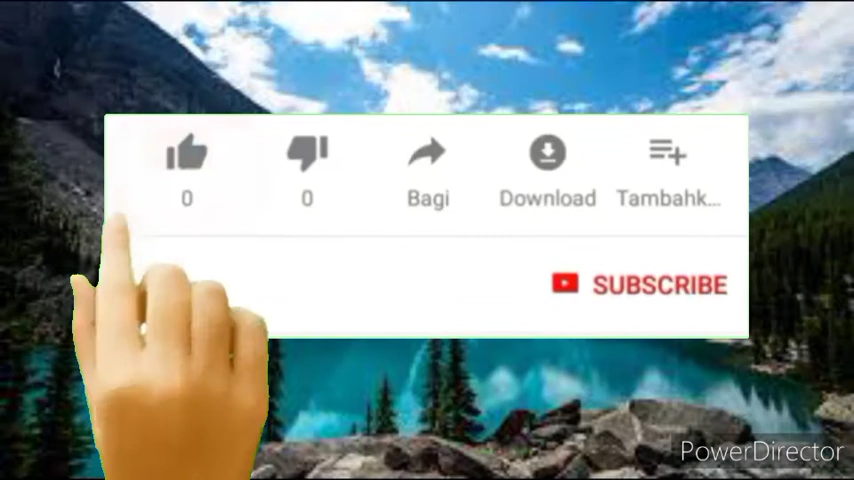 0 0 Bagi Download Tambahk...
SUBSCRIBE
PowerDirector